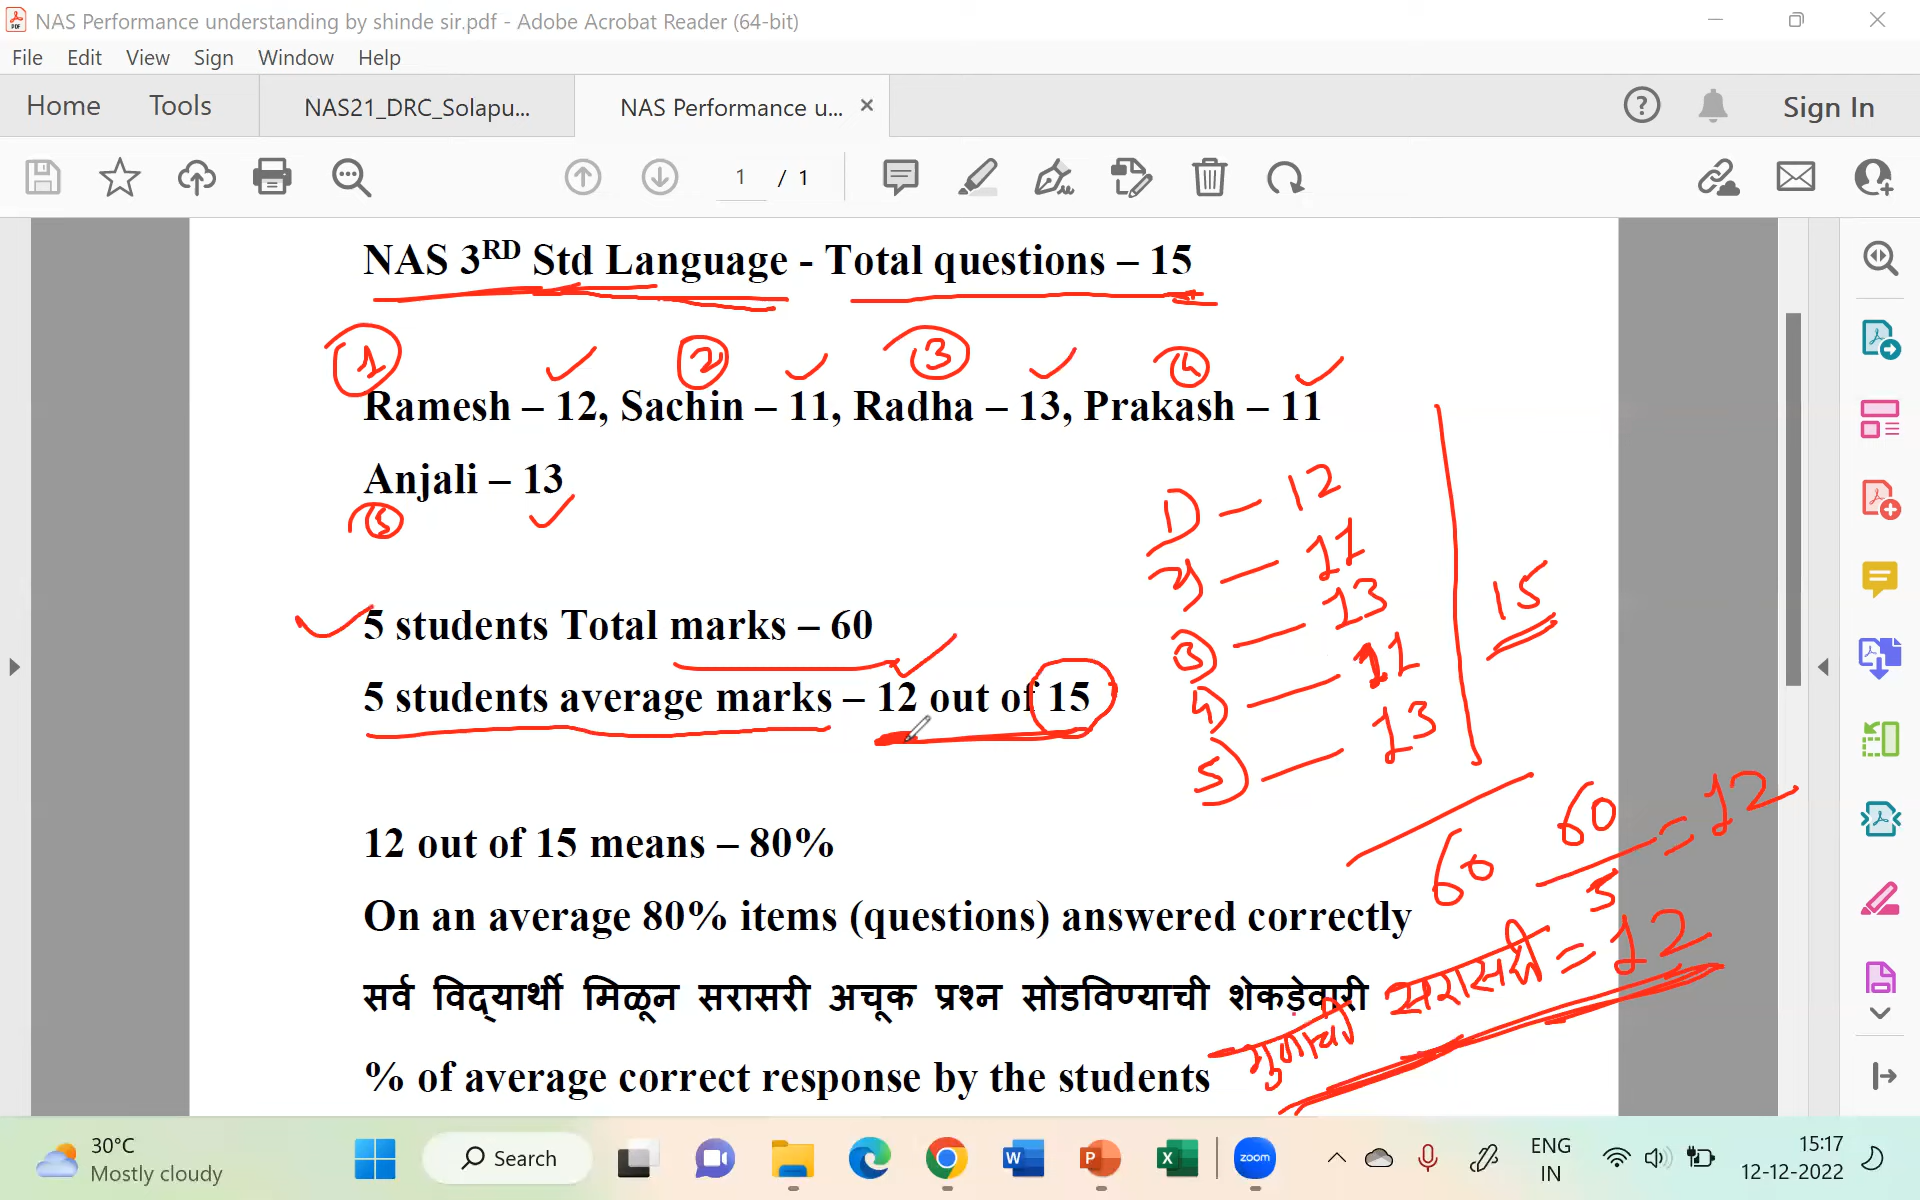 NAS Performance understanding by shinde sir.pdf - Adobe Acrobat Reader (64-bit)
File Edit View Sign Window Help
Home Tools NAS21_DRC_Solapu... NAS Performance u... × Sign In
1 / 1
NAS 3RD Std Language - Total questions – 15
1 2 3 4
Ramesh – 12, Sachin – 11, Radha – 13, Prakash – 11
Anjali – 13
5
1) — 12
2) — 11
3) — 13
4) — 11
5) — 13
15
5 students Total marks – 60
5 students average marks – 12 out of 15
60
60/5 = 12
12 out of 15 means – 80%
On an average 80% items (questions) answered correctly
सर्व विद्यार्थी मिळून सरासरी अचूक प्रश्न सोडविण्याची शेकडेवारी
गुणांची सरासरी = 12
% of average correct response by the students
30°C
Mostly cloudy
Search
zoom
ENG
IN
15:17
12-12-2022